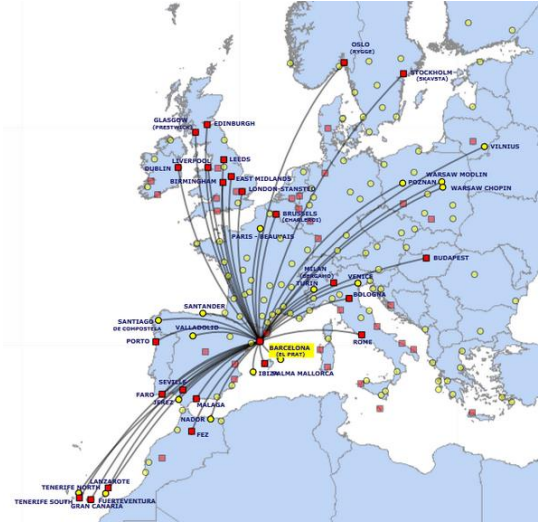 OSLO
(RYGGE)
STOCKHOLM
(SKAVSTA)
GLASGOW
(PRESTWICK)
EDINBURGH
VILNIUS
DUBLIN
LIVERPOOL
LEEDS
BIRMINGHAM
EAST MIDLANDS
LONDON-STANSTED
WARSAW MODLIN
POZNAN
WARSAW CHOPIN
BRUSSELS
(CHARLEROI)
PARIS - BEAUVAIS
BUDAPEST
MILAN
(BERGAMO)
TURIN
VENICE
BOLOGNA
SANTANDER
SANTIAGO
DE COMPOSTELA
VALLADOLID
PORTO
BARCELONA
(EL PRAT)
ROME
IBIZA
PALMA MALLORCA
SEVILLE
FARO
JEREZ
MALAGA
NADOR
FEZ
LANZAROTE
TENERIFE NORTH
TENERIFE SOUTH
FUERTEVENTURA
GRAN CANARIA